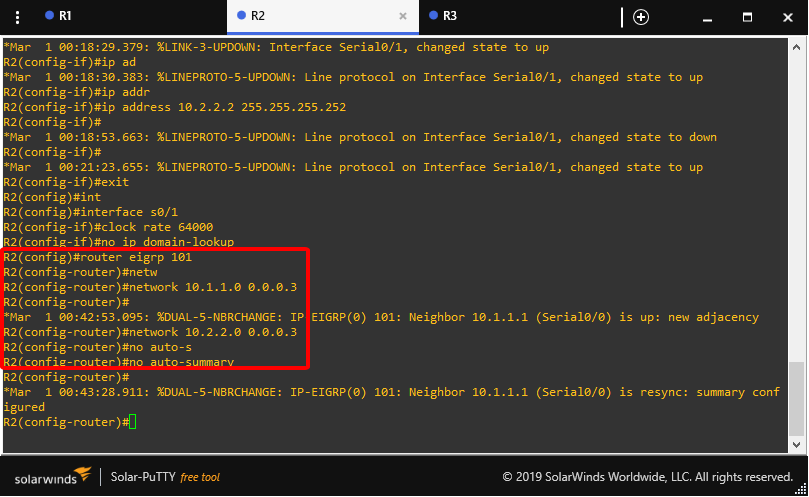 R1
R2
R3
*Mar  1 00:18:29.379: %LINK-3-UPDOWN: Interface Serial0/1, changed state to up
R2(config-if)#ip ad
*Mar  1 00:18:30.383: %LINEPROTO-5-UPDOWN: Line protocol on Interface Serial0/1, changed state to up
R2(config-if)#ip addr
R2(config-if)#ip address 10.2.2.2 255.255.255.252
R2(config-if)#
*Mar  1 00:18:53.663: %LINEPROTO-5-UPDOWN: Line protocol on Interface Serial0/1, changed state to down
R2(config-if)#
*Mar  1 00:21:23.655: %LINEPROTO-5-UPDOWN: Line protocol on Interface Serial0/1, changed state to up
R2(config-if)#exit
R2(config)#int
R2(config)#interface s0/1
R2(config-if)#clock rate 64000
R2(config-if)#no ip domain-lookup
R2(config)#router eigrp 101
R2(config-router)#netw
R2(config-router)#network 10.1.1.0 0.0.0.3
R2(config-router)#
*Mar  1 00:42:53.095: %DUAL-5-NBRCHANGE: IP-EIGRP(0) 101: Neighbor 10.1.1.1 (Serial0/0) is up: new adjacency
R2(config-router)#network 10.2.2.0 0.0.0.3
R2(config-router)#no auto-s
R2(config-router)#no auto-summary
R2(config-router)#
*Mar  1 00:43:28.911: %DUAL-5-NBRCHANGE: IP-EIGRP(0) 101: Neighbor 10.1.1.1 (Serial0/0) is resync: summary conf
igured
R2(config-router)#
solarwinds
Solar-PuTTY free tool
© 2019 SolarWinds Worldwide, LLC. All rights reserved.